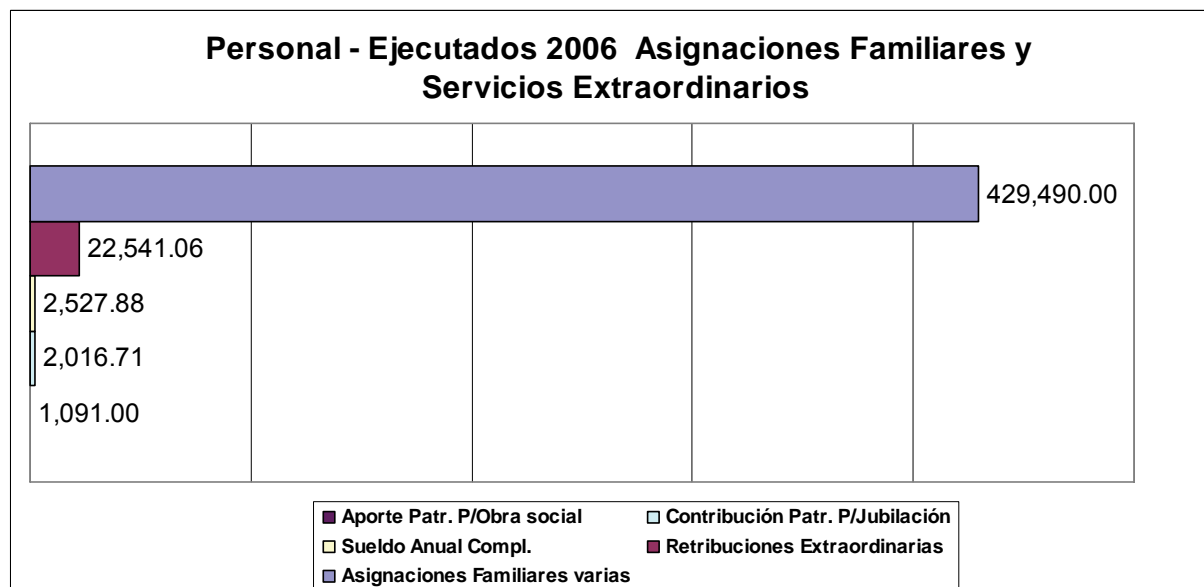 Personal - Ejecutados 2006 Asignaciones Familiares y
Servicios Extraordinarios
429,490.00
22,541.06
2,527.88
2,016.71
1,091.00
Aporte Patr. P/Obra social Contribución Patr. P/Jubilación
Sueldo Anual Compl. Retribuciones Extraordinarias
Asignaciones Familiares varias